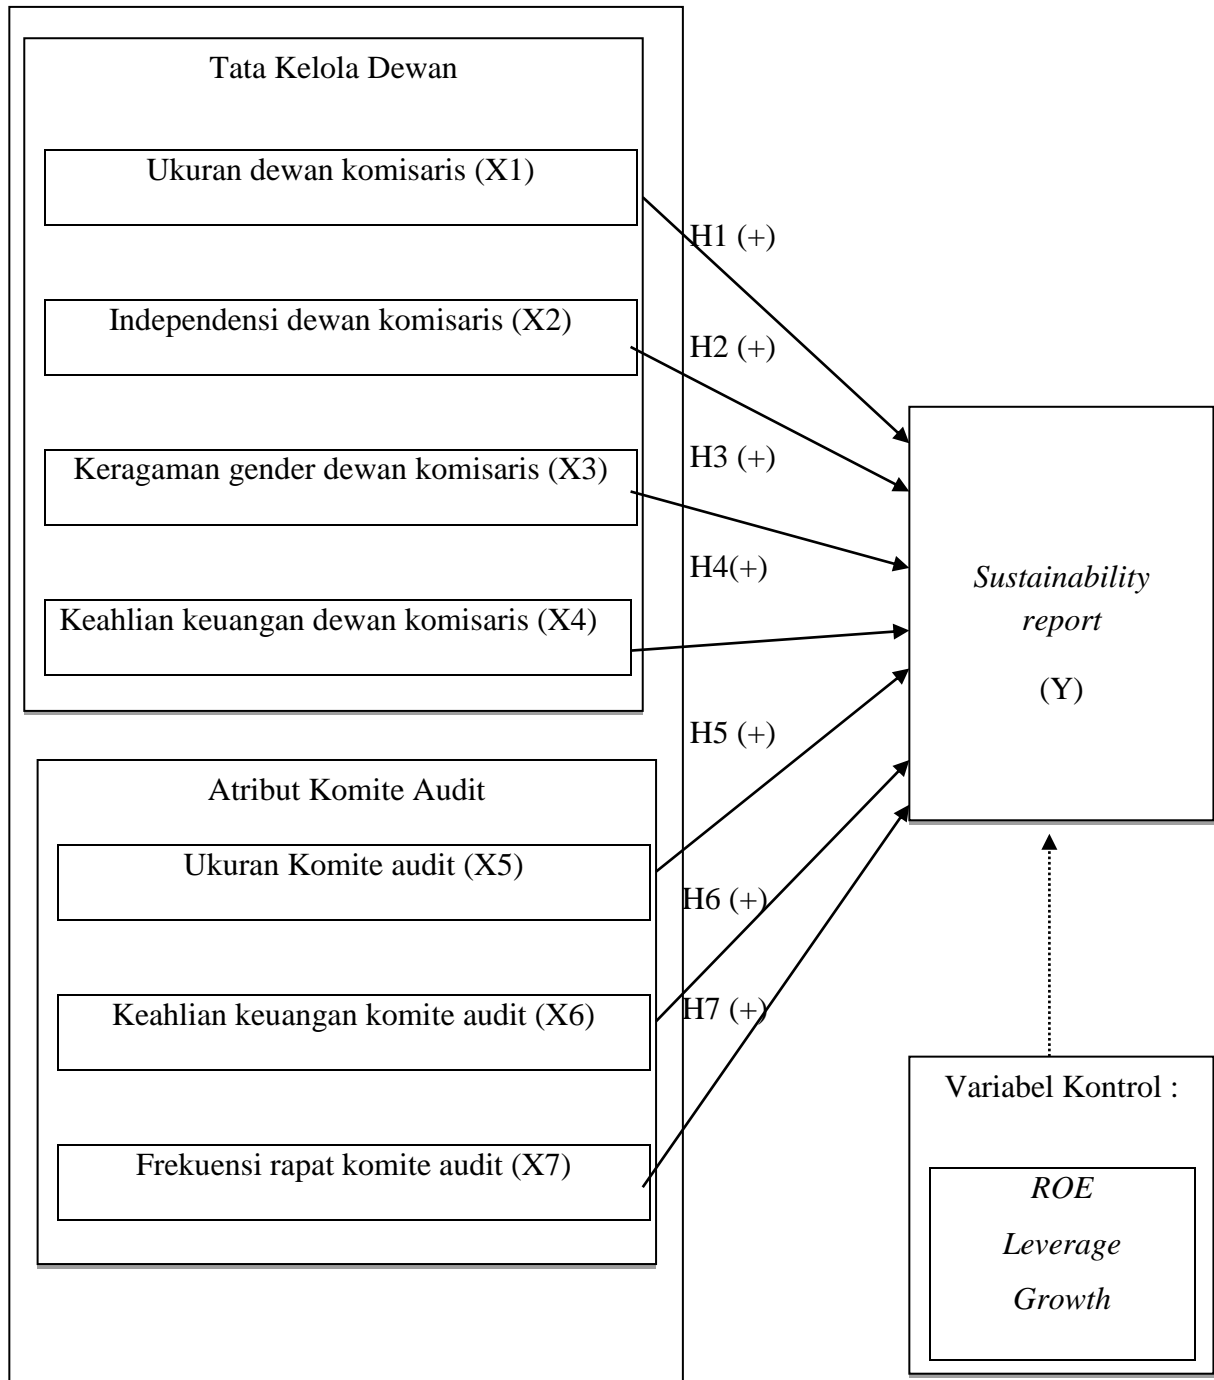 Tata Kelola Dewan
Ukuran dewan komisaris (X1)
Independensi dewan komisaris (X2)
Keragaman gender dewan komisaris (X3)
Keahlian keuangan dewan komisaris (X4)
Atribut Komite Audit
Ukuran Komite audit (X5)
Keahlian keuangan komite audit (X6)
Frekuensi rapat komite audit (X7)
H1 (+)
H2 (+)
H3 (+)
H4(+)
H5 (+)
H6 (+)
H7 (+)
Sustainability
report
(Y)
Variabel Kontrol :
ROE
Leverage
Growth